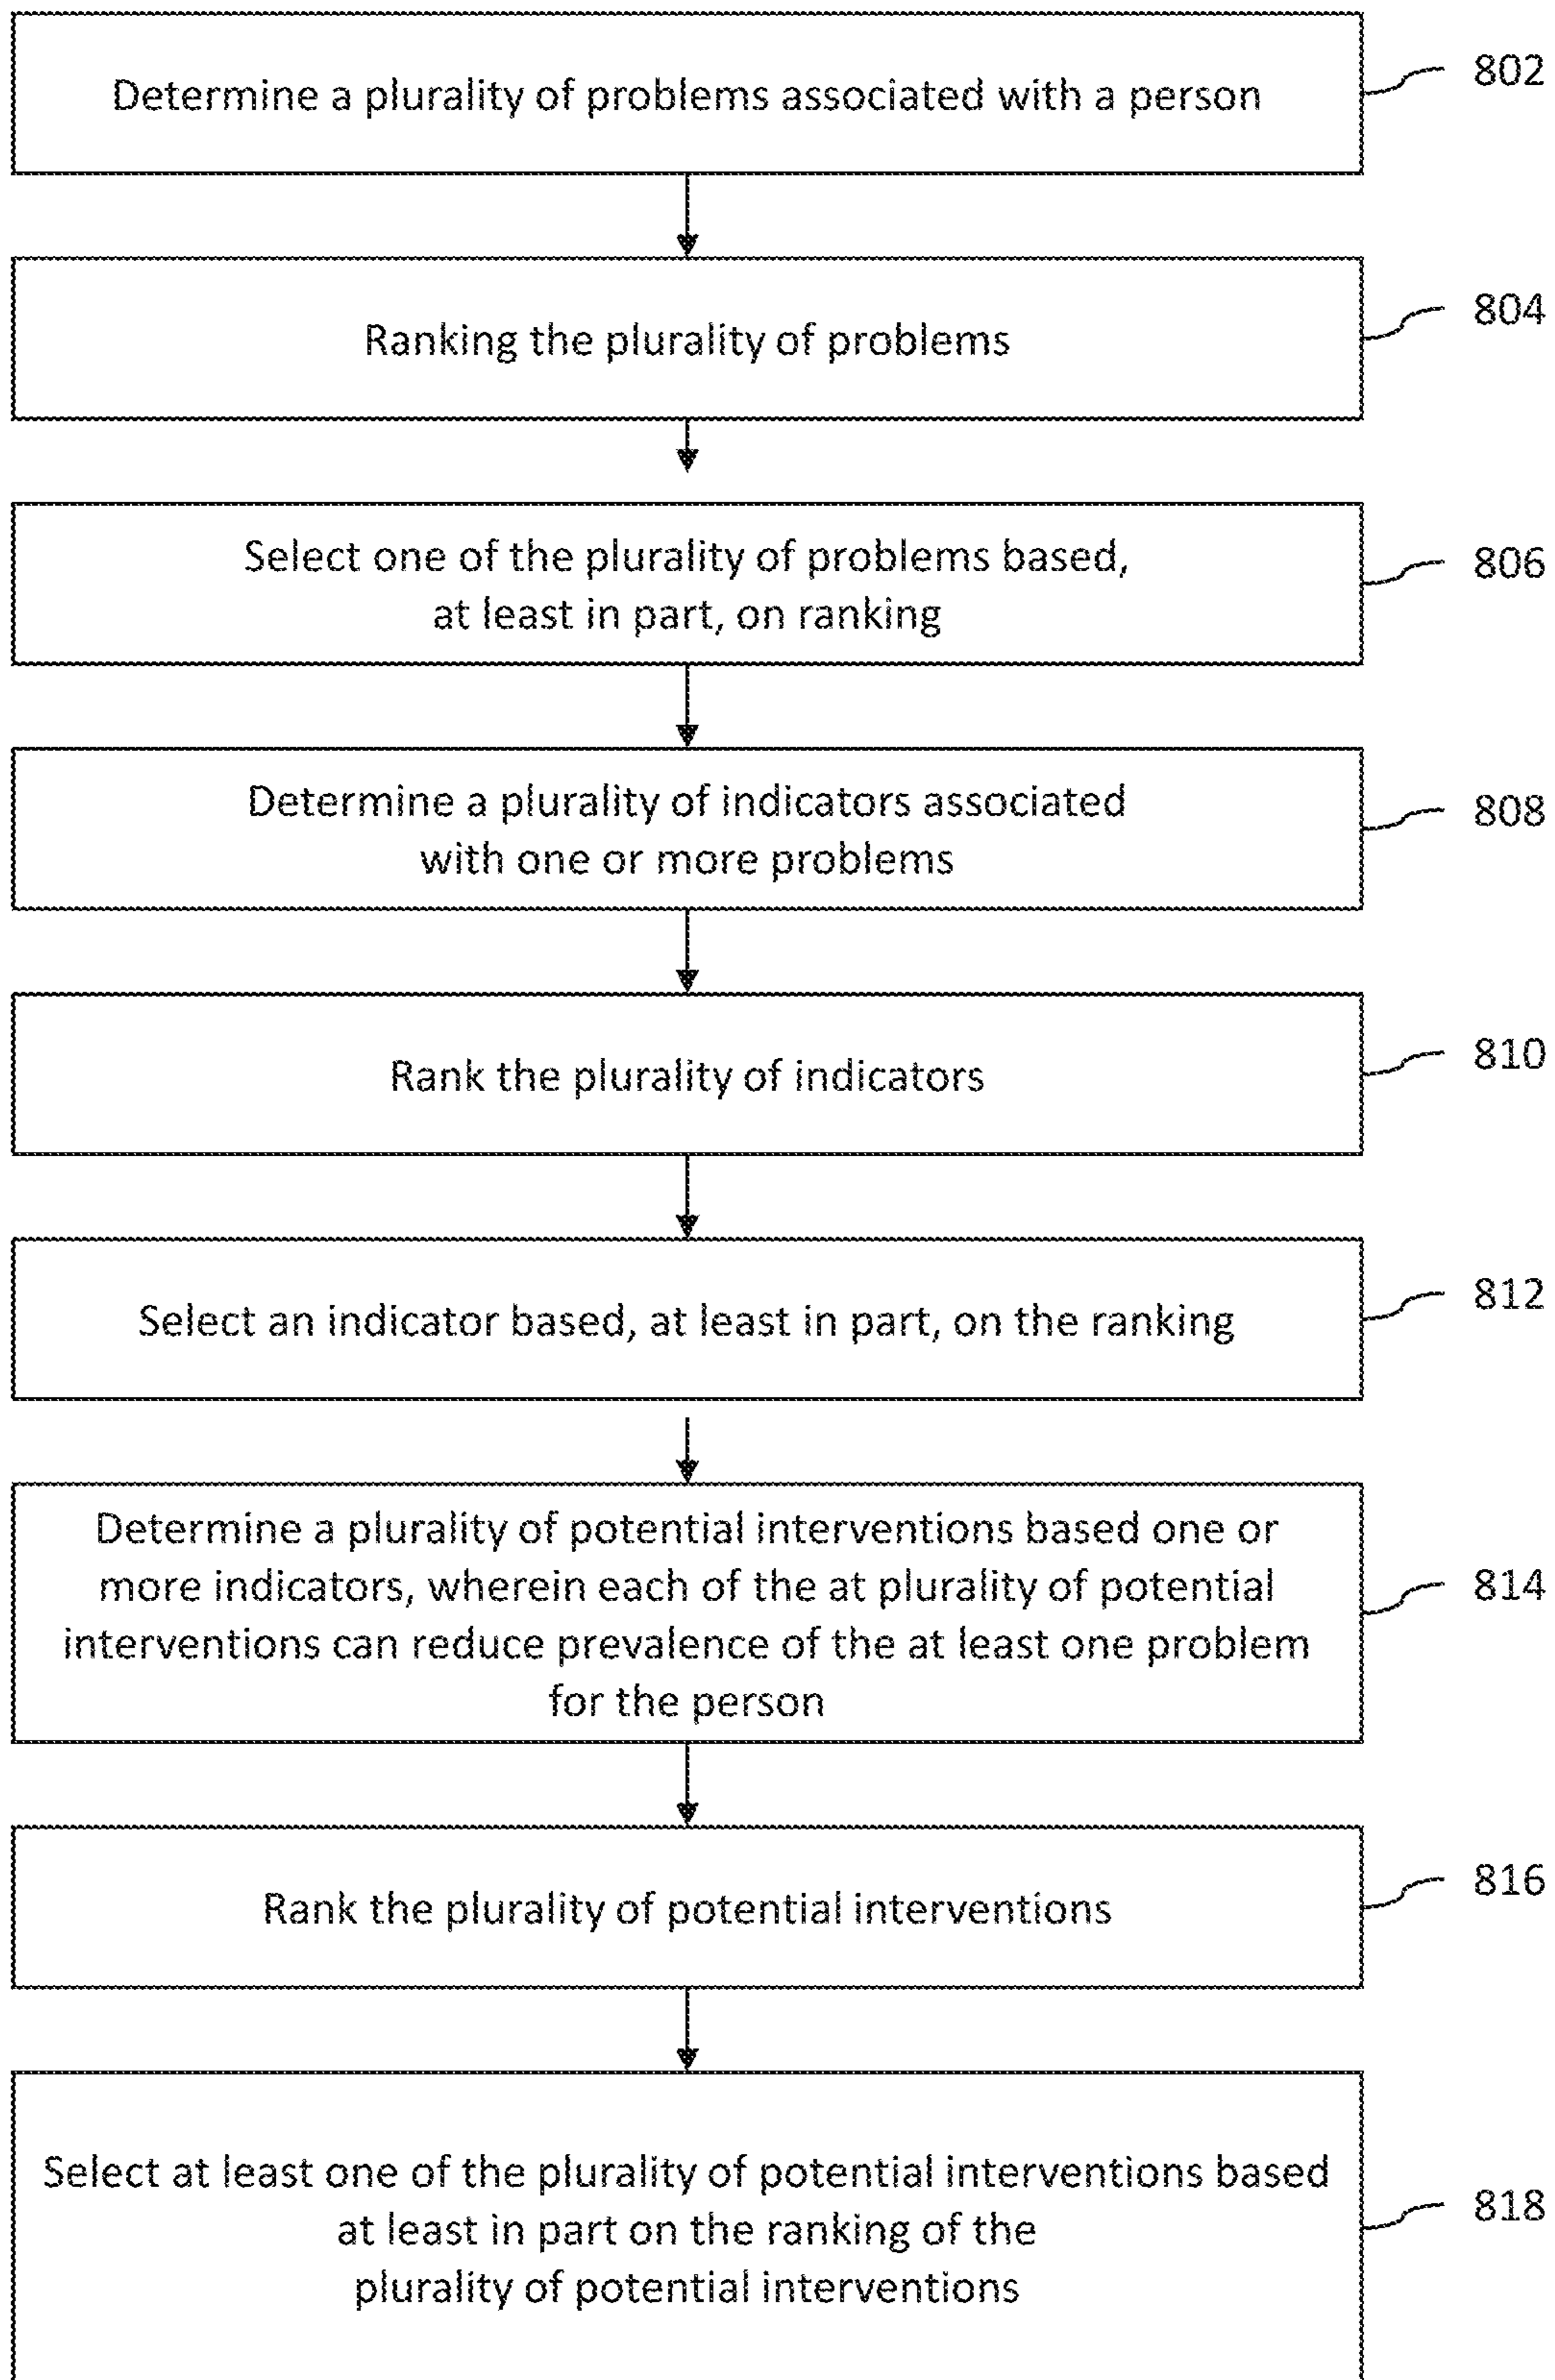 Determine a plurality of problems associated with a person
802
Ranking the plurality of problems
804
Select one of the plurality of problems based,
at least in part, on ranking
806
Determine a plurality of indicators associated
with one or more problems
808
Rank the plurality of indicators
810
Select an indicator based, at least in part, on the ranking
812
Determine a plurality of potential interventions based one or
more indicators, wherein each of the at plurality of potential
interventions can reduce prevalence of the at least one problem
for the person
814
Rank the plurality of potential interventions
816
Select at least one of the plurality of potential interventions based
at least in part on the ranking of the
plurality of potential interventions
818